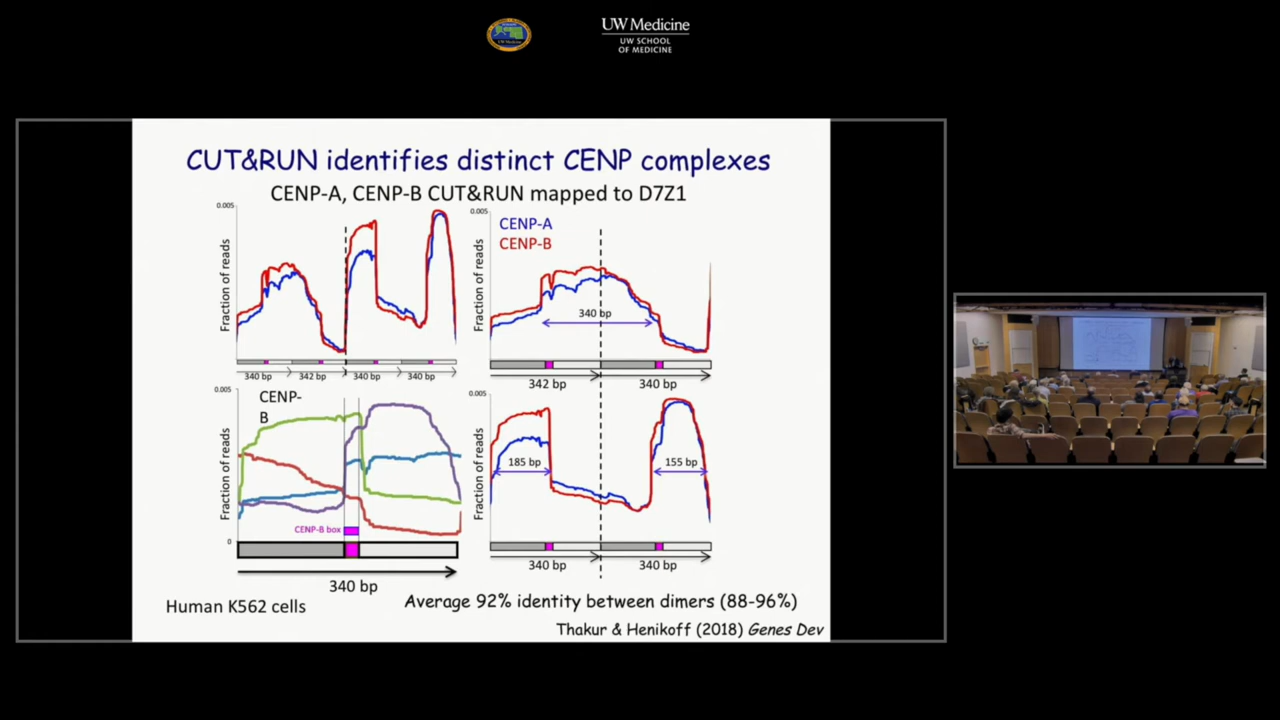 UW Medicine
UW SCHOOL
OF MEDICINE
CUT&RUN identifies distinct CENP complexes
CENP-A, CENP-B CUT&RUN mapped to D7Z1
0.005
Fraction of reads
340 bp
342 bp
340 bp
340 bp
0.005
Fraction of reads
CENP-A
CENP-B
340 bp
342 bp
340 bp
0.005
Fraction of reads
0
CENP-
B
CENP-B box
340 bp
0.005
Fraction of reads
185 bp
155 bp
340 bp
340 bp
Human K562 cells
Average 92% identity between dimers (88-96%)
Thakur & Henikoff (2018) Genes Dev